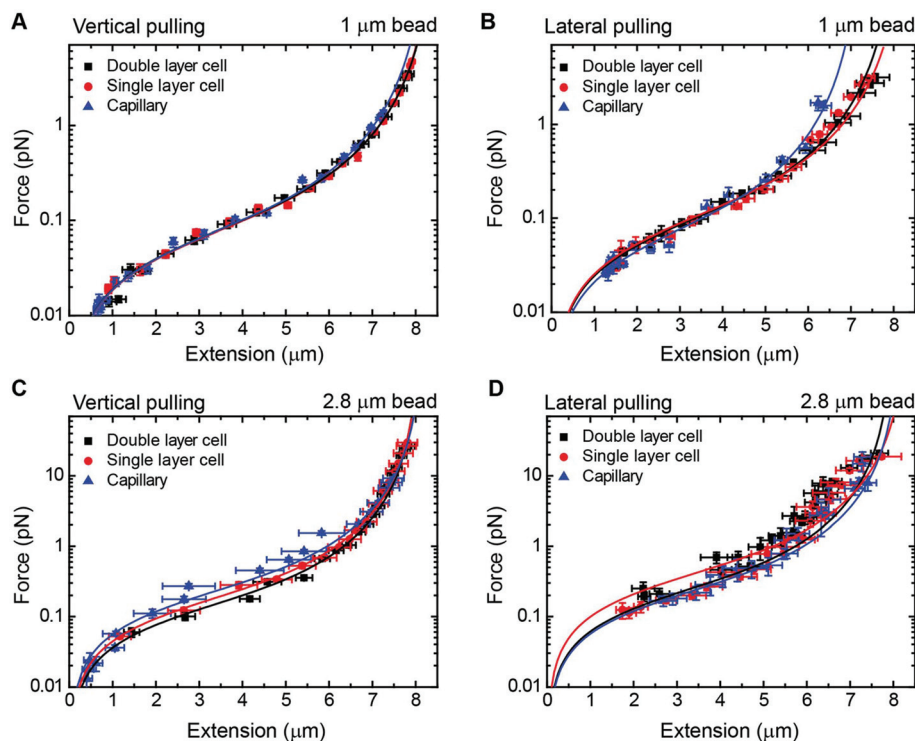 A Vertical pulling 1 μm bead
Double layer cell
Single layer cell
Capillary
Force (pN)
1
0.1
0.01
0 1 2 3 4 5 6 7 8
Extension (μm)
B Lateral pulling 1 μm bead
Double layer cell
Single layer cell
Capillary
Force (pN)
1
0.1
0.01
0 1 2 3 4 5 6 7 8
Extension (μm)
C Vertical pulling 2.8 μm bead
Double layer cell
Single layer cell
Capillary
Force (pN)
10
1
0.1
0.01
0 1 2 3 4 5 6 7 8
Extension (μm)
D Lateral pulling 2.8 μm bead
Double layer cell
Single layer cell
Capillary
Force (pN)
10
1
0.1
0.01
0 1 2 3 4 5 6 7 8
Extension (μm)